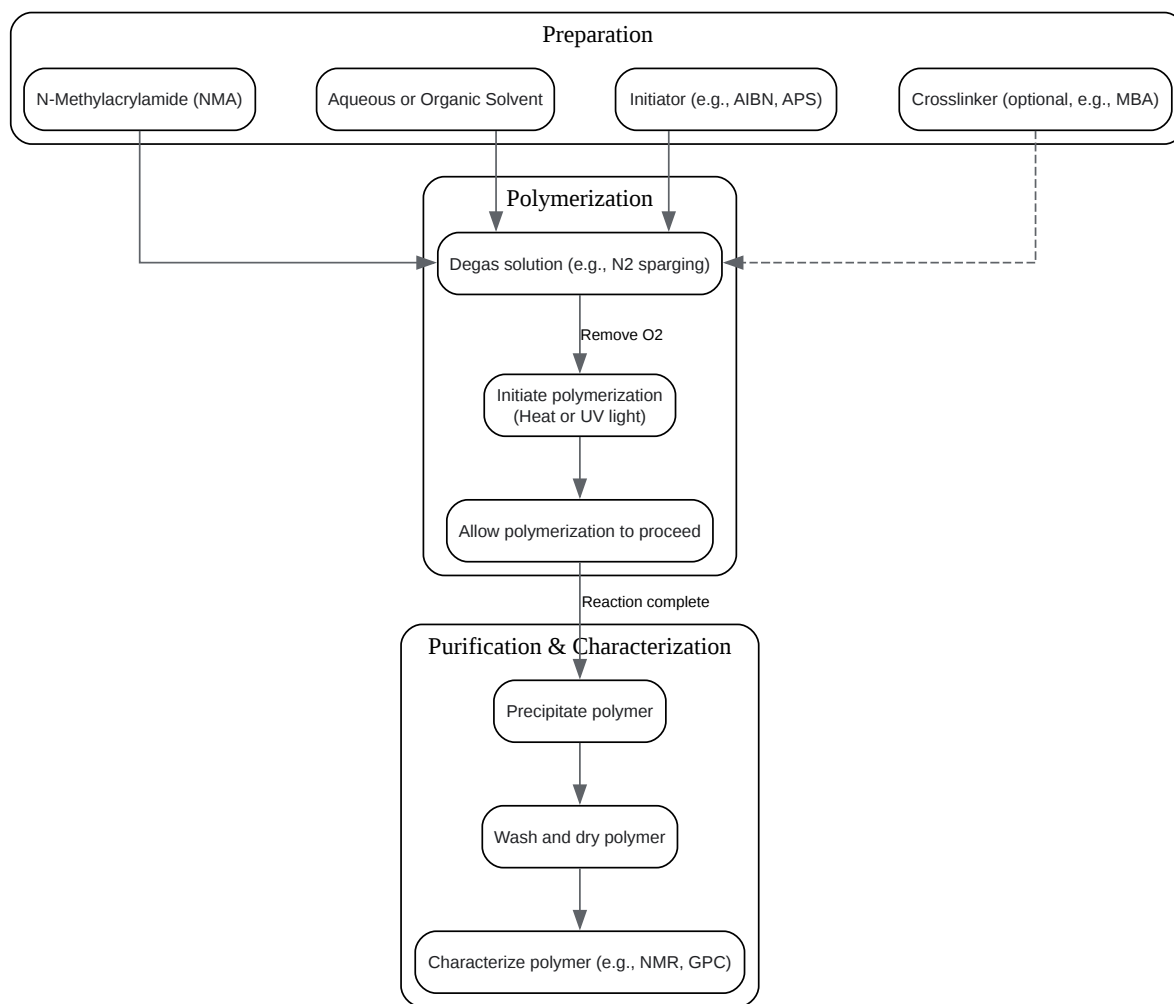 Preparation
N-Methylacrylamide (NMA)
Aqueous or Organic Solvent
Initiator (e.g., AIBN, APS)
Crosslinker (optional, e.g., MBA)
Polymerization
Degas solution (e.g., N2 sparging)
Remove O2
Initiate polymerization
(Heat or UV light)
Allow polymerization to proceed
Reaction complete
Purification & Characterization
Precipitate polymer
Wash and dry polymer
Characterize polymer (e.g., NMR, GPC)